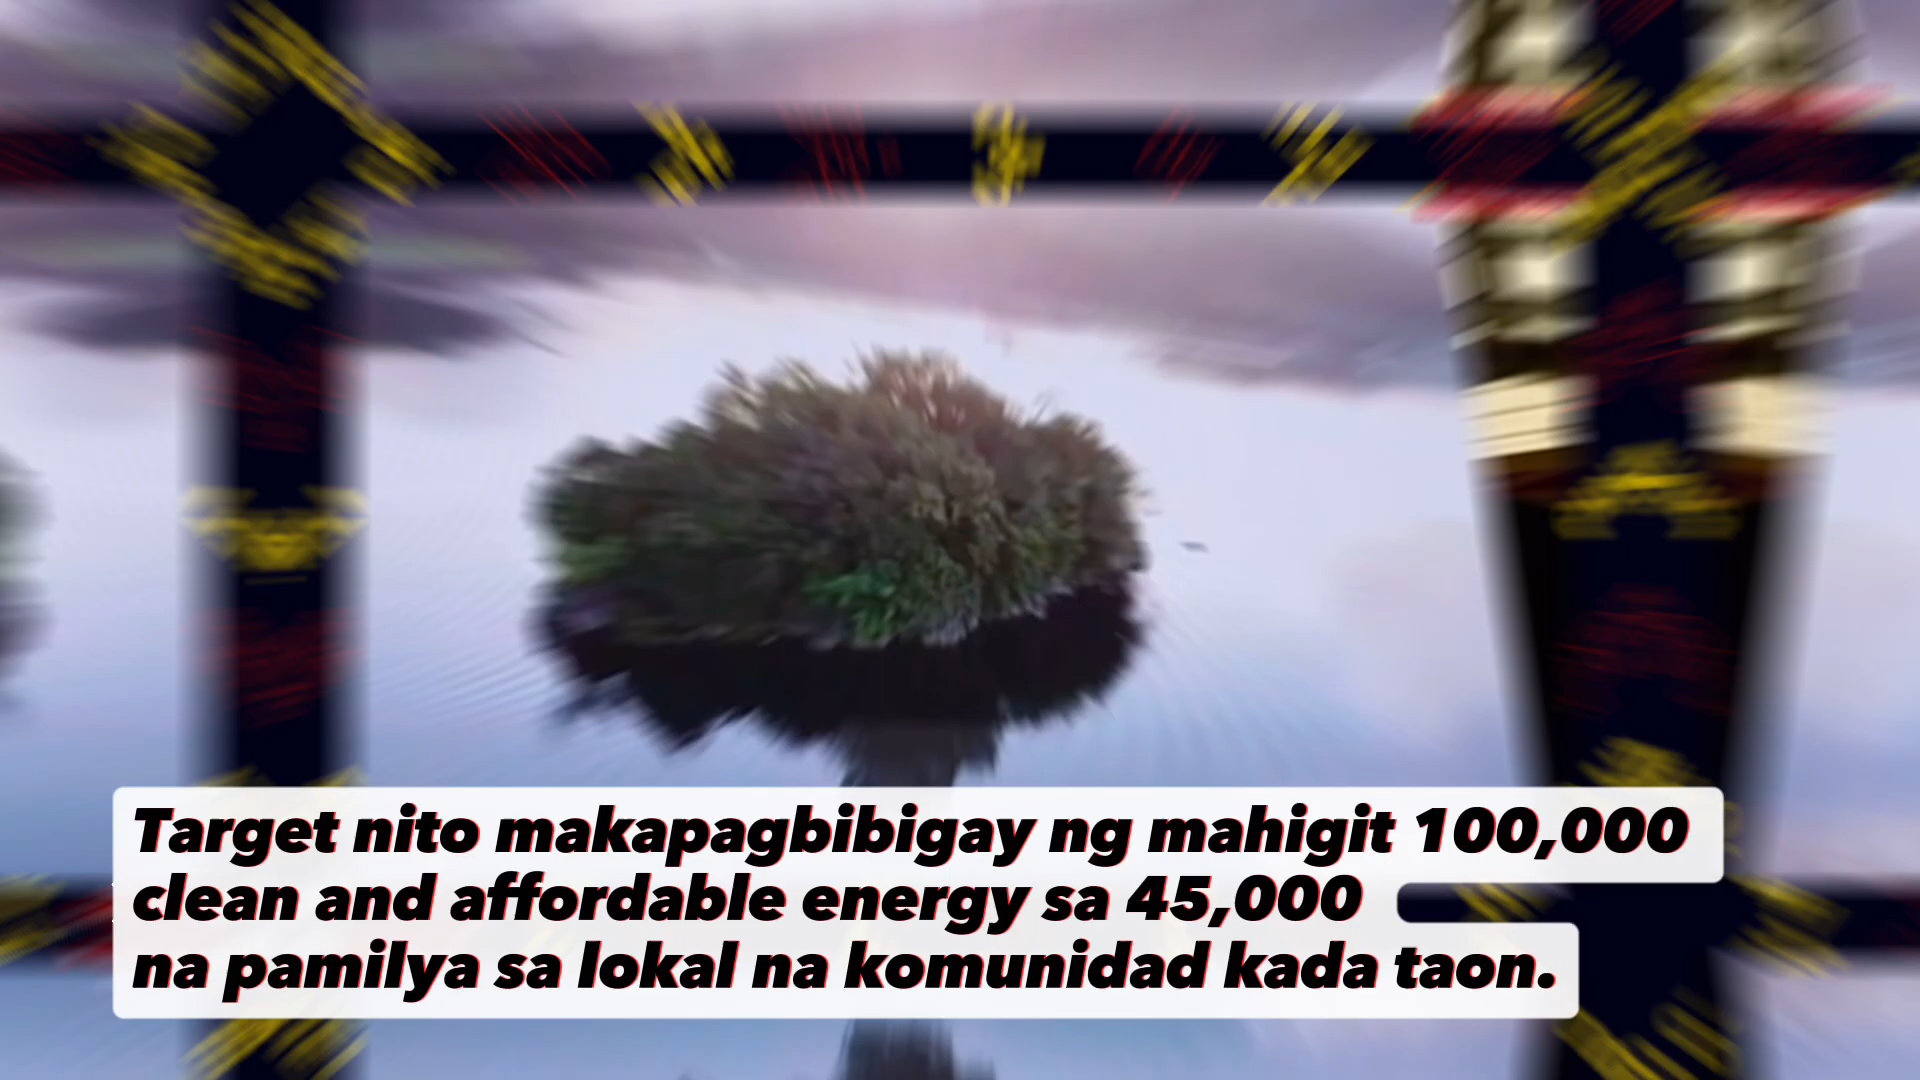 Target nito makapagbibigay ng mahigit 100,000
clean and affordable energy sa 45,000
na pamilya sa lokal na komunidad kada taon.